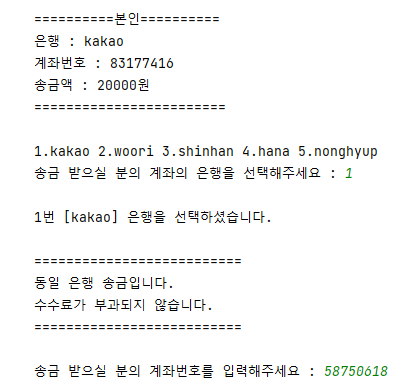 ==========본인==========
은행 : kakao
계좌번호 : 83177416
송금액 : 20000원
========================
1.kakao 2.woori 3.shinhan 4.hana 5.nonghyup
송금 받으실 분의 계좌의 은행을 선택해주세요 : 1
1번 [kakao] 은행을 선택하셨습니다.
==========================
동일 은행 송금입니다.
수수료가 부과되지 않습니다.
==========================
송금 받으실 분의 계좌번호를 입력해주세요 : 58750618